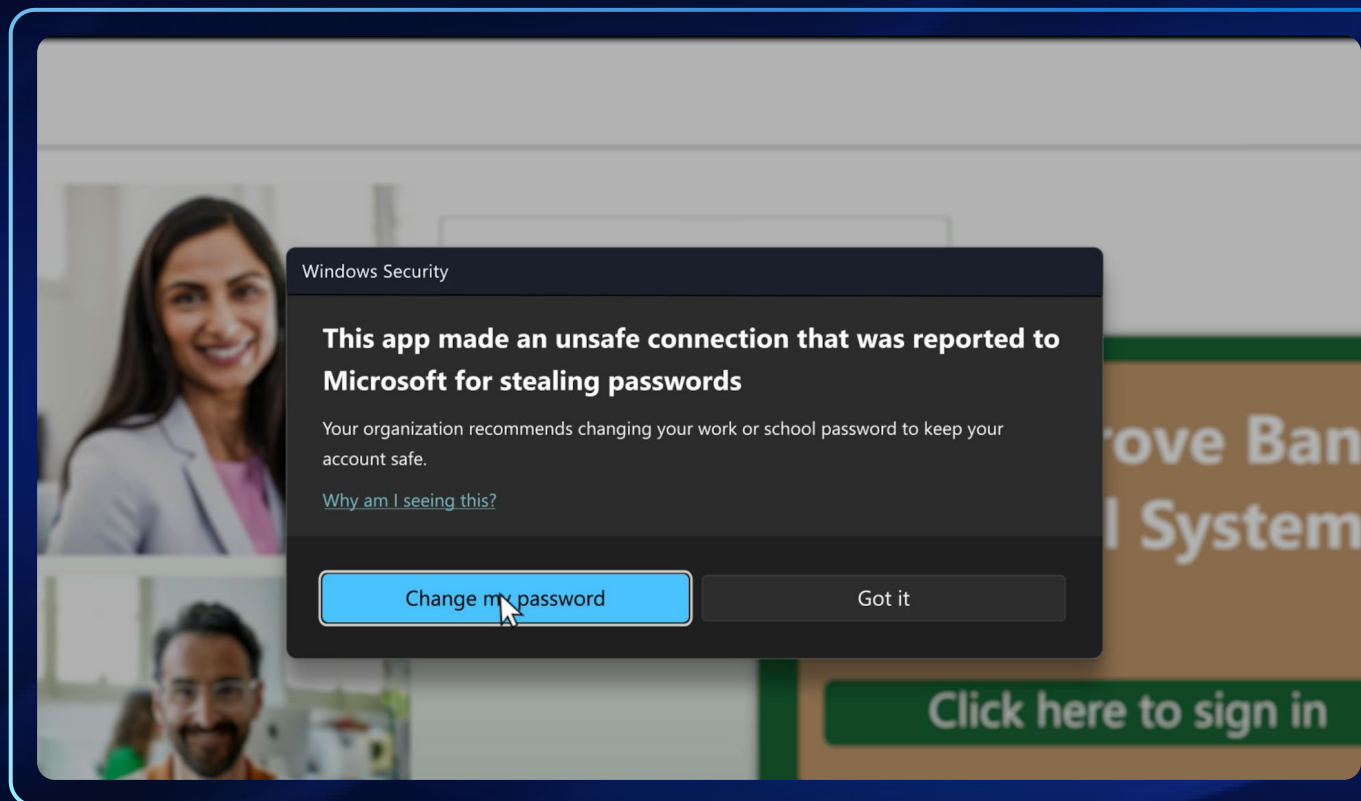 Windows Security
This app made an unsafe connection that was reported to
Microsoft for stealing passwords
Your organization recommends changing your work or school password to keep your
account safe.
Why am I seeing this?
Change my password
Got it
rove Ban
l System
Click here to sign in